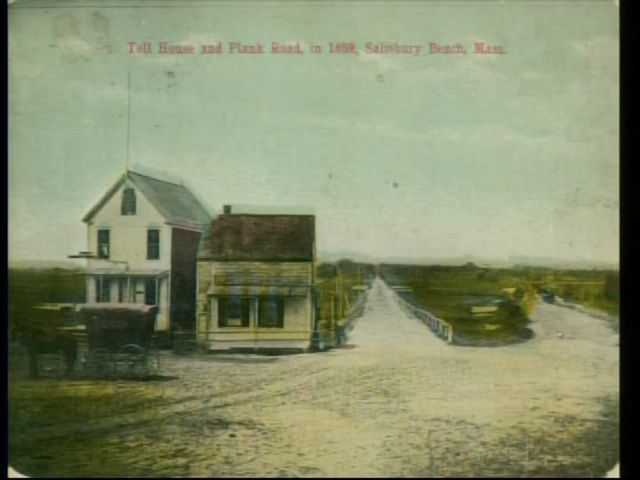 Toll House and Plank Road, in 1898, Salisbury Beach, Mass.